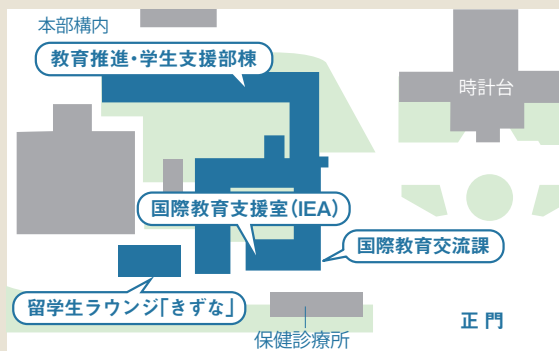 本部構内
教育推進・学生支援部棟
時計台
国際教育支援室(IEA)
国際教育交流課
留学生ラウンジ「きずな」
正門
保健診療所